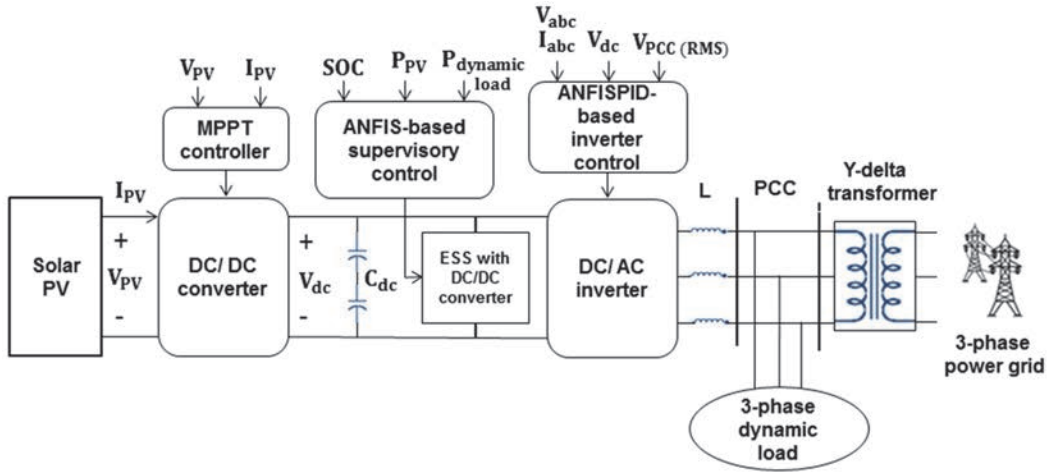 V_abc
I_abc
V_dc
V_PCC (RMS)
V_PV
I_PV
SOC
P_PV
P_dynamic
load
MPPT
controller
ANFIS-based
supervisory
control
ANFISPID-
based
inverter
control
I_PV
L
PCC
Y-delta
transformer
Solar
PV
+
V_PV
-
DC/ DC
converter
+
V_dc
-
C_dc
ESS with
DC/DC
converter
DC/ AC
inverter
3-phase
power grid
3-phase
dynamic
load